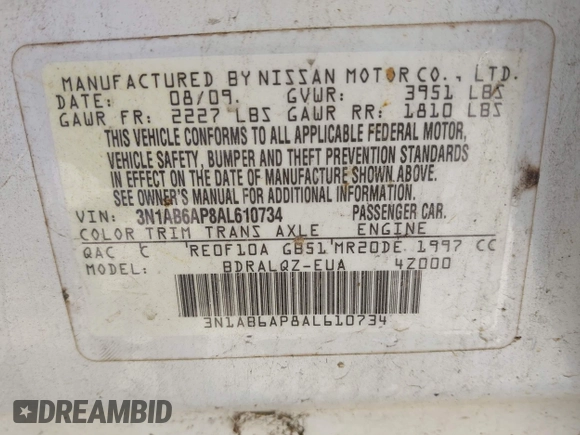 MANUFACTURED BY NISSAN MOTOR CO., LTD.
DATE: 08/09. GVWR: 3951 LBS
GAWR FR: 2227 LBS GAWR RR: 1810 LBS
THIS VEHICLE CONFORMS TO ALL APPLICABLE FEDERAL MOTOR,
VEHICLE SAFETY, BUMPER AND THEFT PREVENTION STANDARDS
IN EFFECT ON THE DATE OF MANUFACTURE SHOWN ABOVE.
SEE OWNER'S MANUAL FOR ADDITIONAL INFORMATION.
VIN: 3N1AB6AP8AL610734 PASSENGER CAR.
COLOR TRIM TRANS AXLE ENGINE
QAC C RE0F10A GB51 MR20DE 1997 CC
MODEL: BDRALQZ-EUA 4Z000
3N1AB6AP8AL610734
DREAMBID